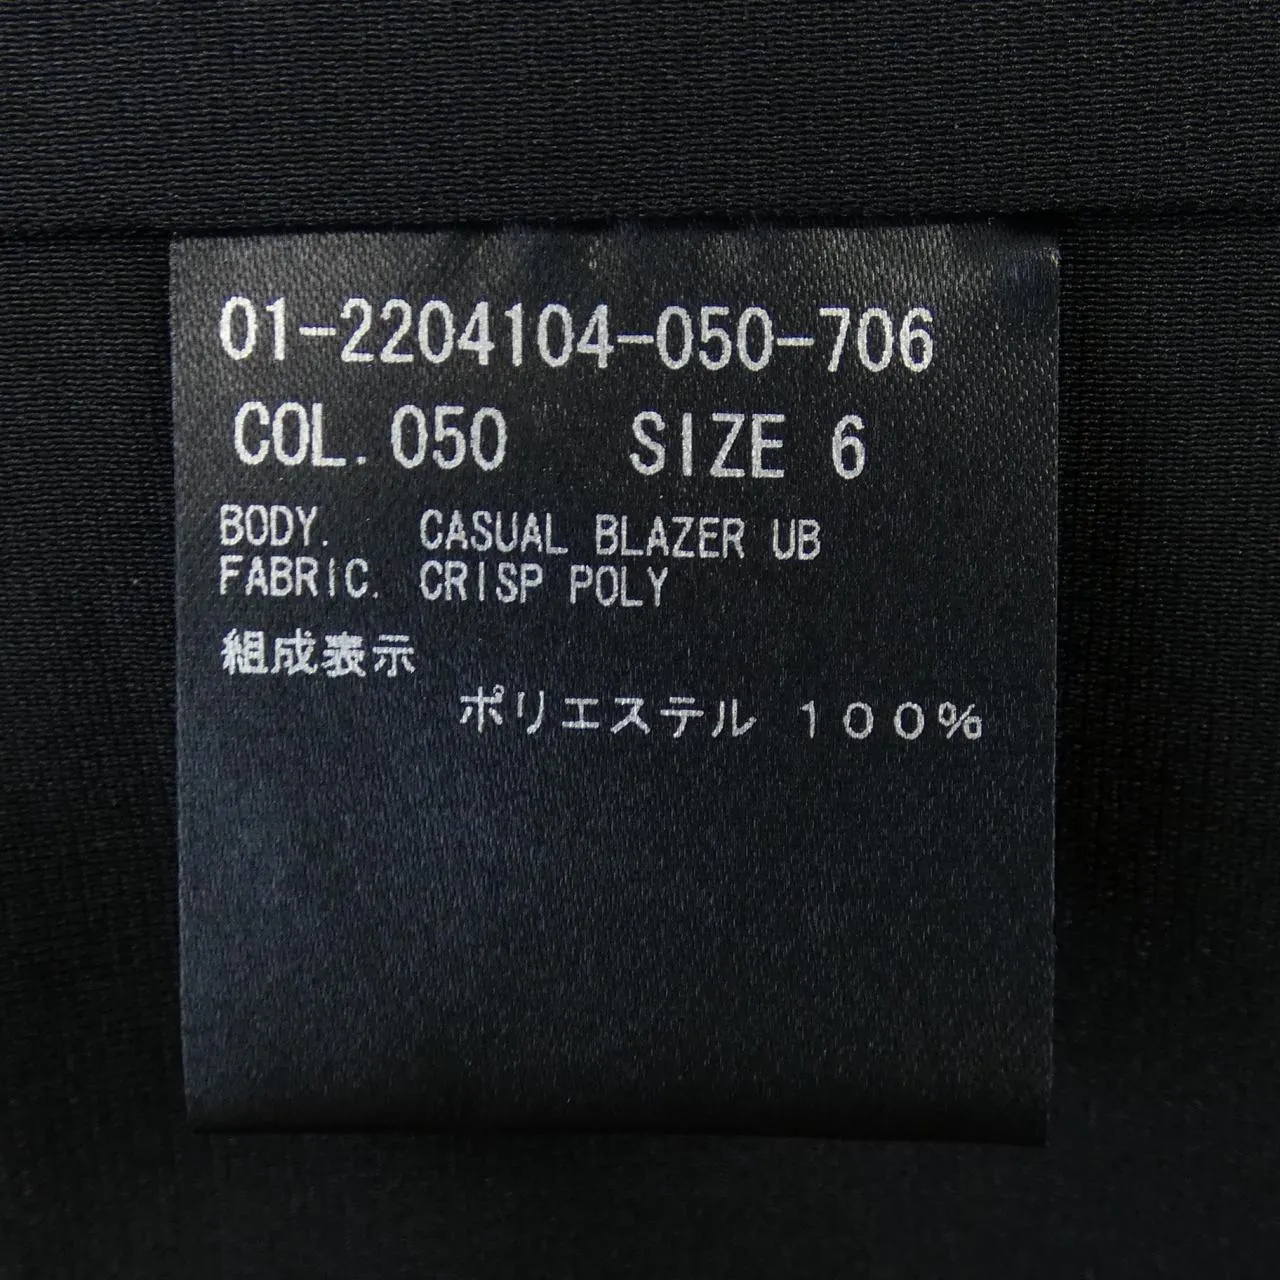 01-2204104-050-706
COL. 050 SIZE 6
BODY. CASUAL BLAZER UB
FABRIC. CRISP POLY
組成表示
ポリエステル １００％